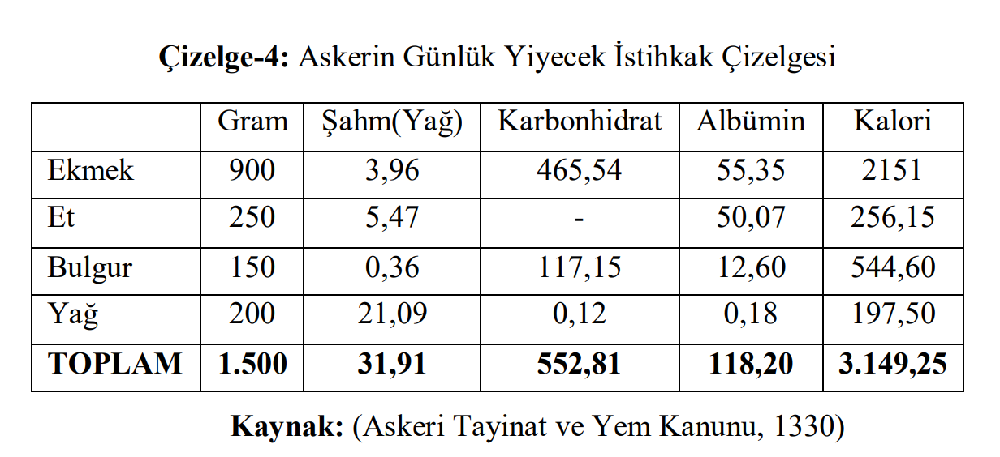 Çizelge-4: Askerin Günlük Yiyecek İstihkak Çizelgesi
Gram Şahm(Yağ) Karbonhidrat Albümin Kalori
Ekmek 900 3,96 465,54 55,35 2151
Et 250 5,47 - 50,07 256,15
Bulgur 150 0,36 117,15 12,60 544,60
Yağ 200 21,09 0,12 0,18 197,50
TOPLAM 1.500 31,91 552,81 118,20 3.149,25
Kaynak: (Askeri Tayinat ve Yem Kanunu, 1330)